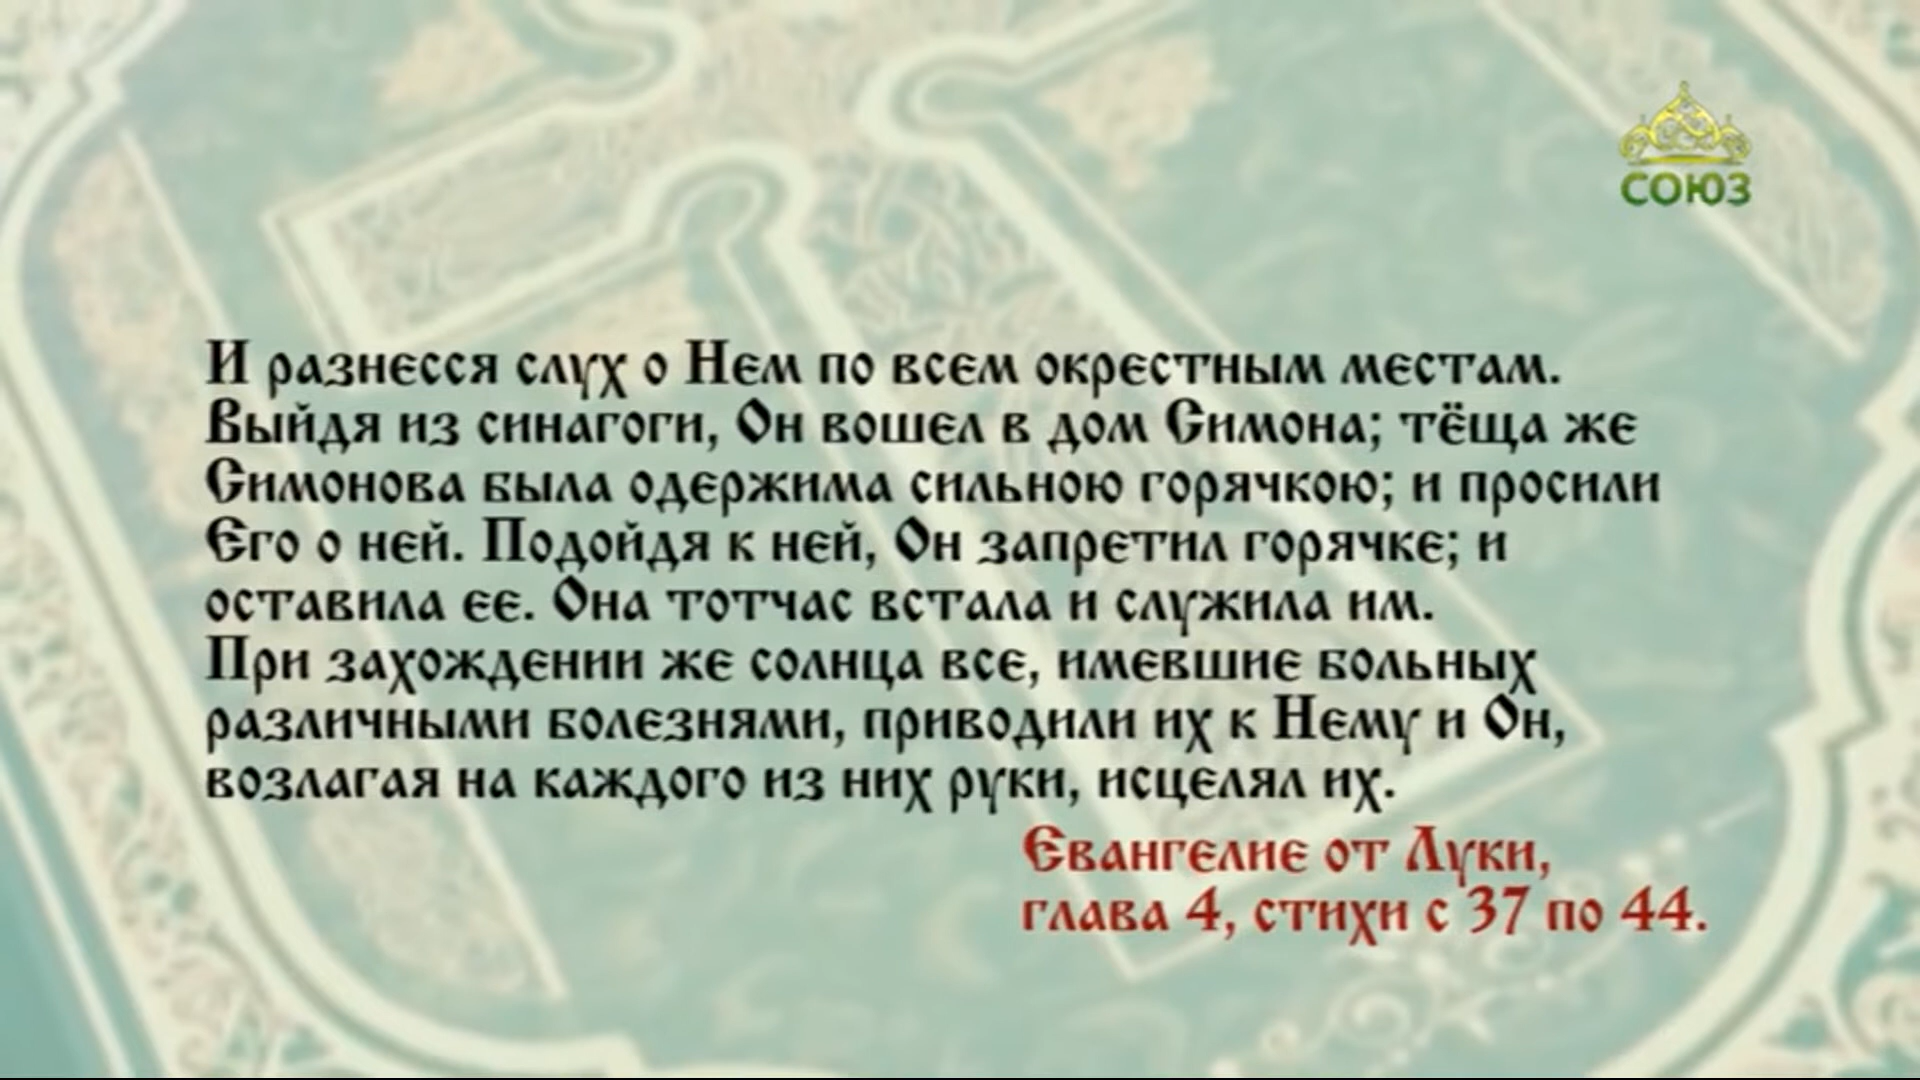 СОЮЗ
И разнесся слух о Нем по всем окрестным местам.
Выйдя из синагоги, Он вошел в дом Симона; тёща же
Симонова была одержима сильною горячкою; и просили
Его о ней. Подойдя к ней, Он запретил горячке; и
оставила ее. Она тотчас встала и служила им.
При захождении же солнца все, имевшие больных
различными болезнями, приводили их к Нему и Он,
возлагая на каждого из них руки, исцелял их.
Евангелие от Луки,
глава 4, стихи с 37 по 44.